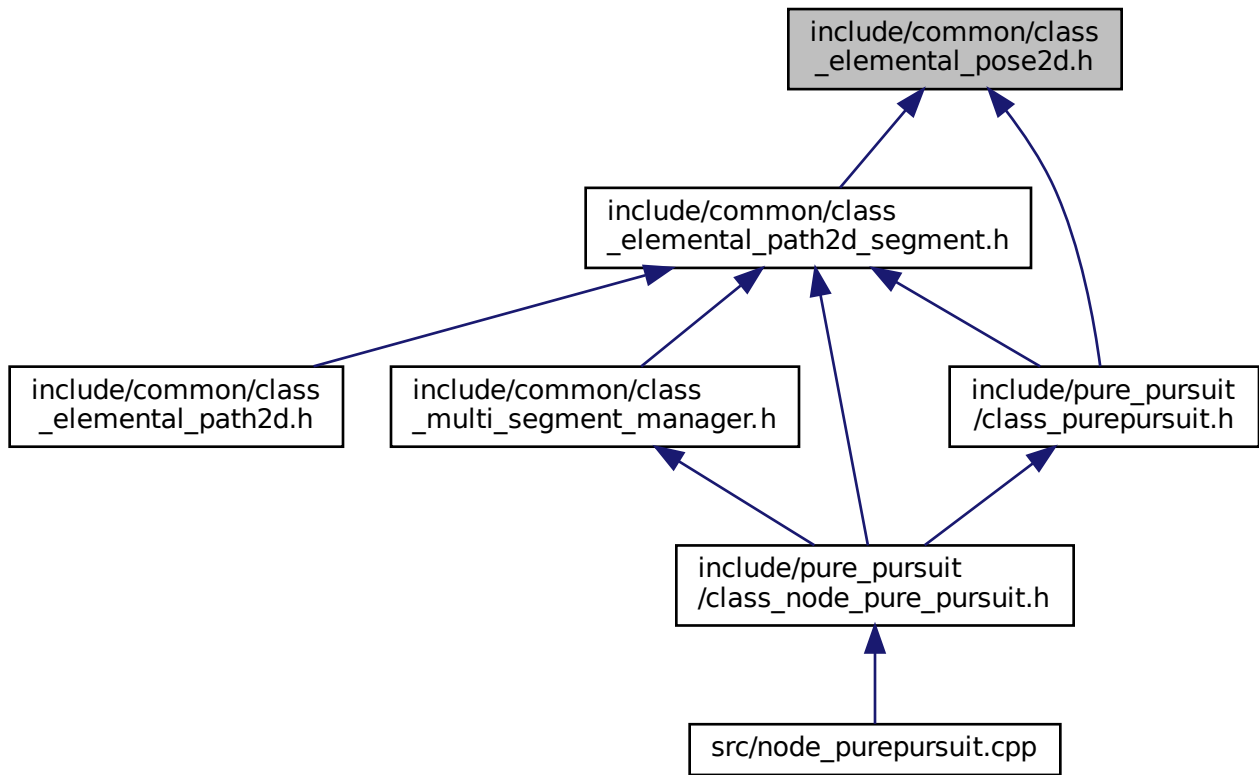 include/common/class
_elemental_pose2d.h
include/common/class
_elemental_path2d_segment.h
include/common/class
_elemental_path2d.h
include/common/class
_multi_segment_manager.h
include/pure_pursuit
/class_purepursuit.h
include/pure_pursuit
/class_node_pure_pursuit.h
src/node_purepursuit.cpp